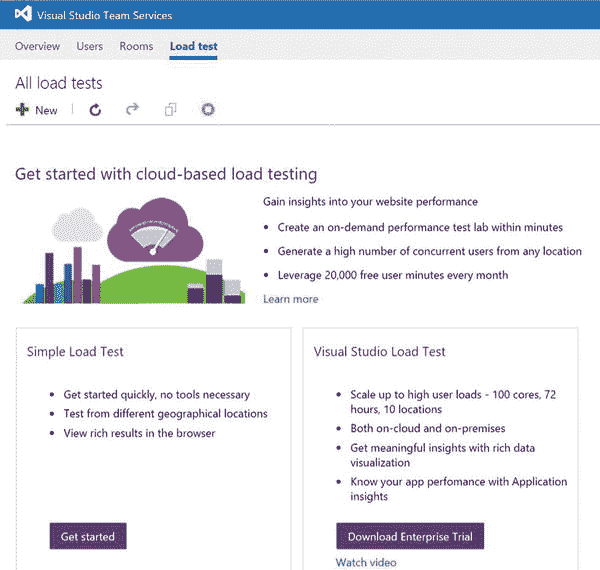 Visual Studio Team Services
Overview Users Rooms Load test
All load tests
New
Get started with cloud-based load testing
Gain insights into your website performance
Create an on-demand performance test lab within minutes
Generate a high number of concurrent users from any location
Leverage 20,000 free user minutes every month
Learn more
Simple Load Test
Get started quickly, no tools necessary
Test from different geographical locations
View rich results in the browser
Get started
Visual Studio Load Test
Scale up to high user loads - 100 cores, 72
hours, 10 locations
Both on-cloud and on-premises
Get meaningful insights with rich data
visualization
Know your app perfomance with Application
insights
Download Enterprise Trial
Watch video